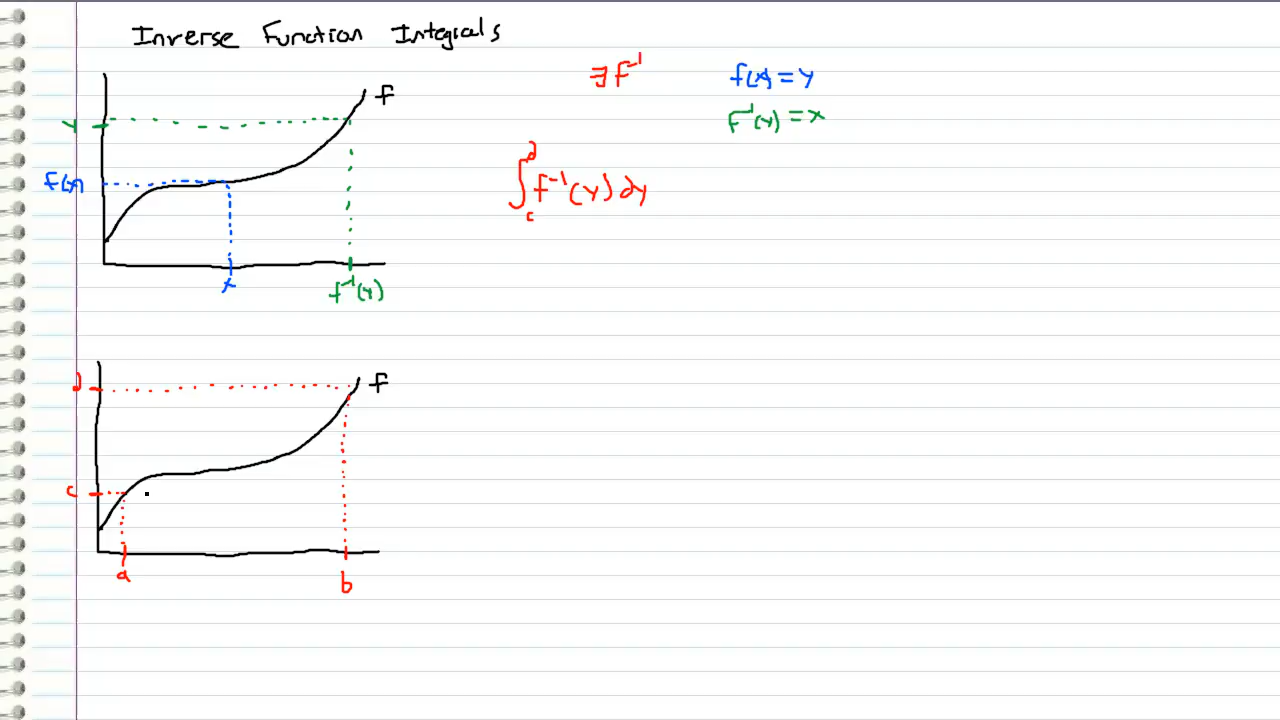 Inverse Function Integrals
∃ f⁻¹
f(x) = y
f⁻¹(y) = x
f
y
f(x)
x
f⁻¹(y)
∫_c^d f⁻¹(y) dy
d
f
c
a
b